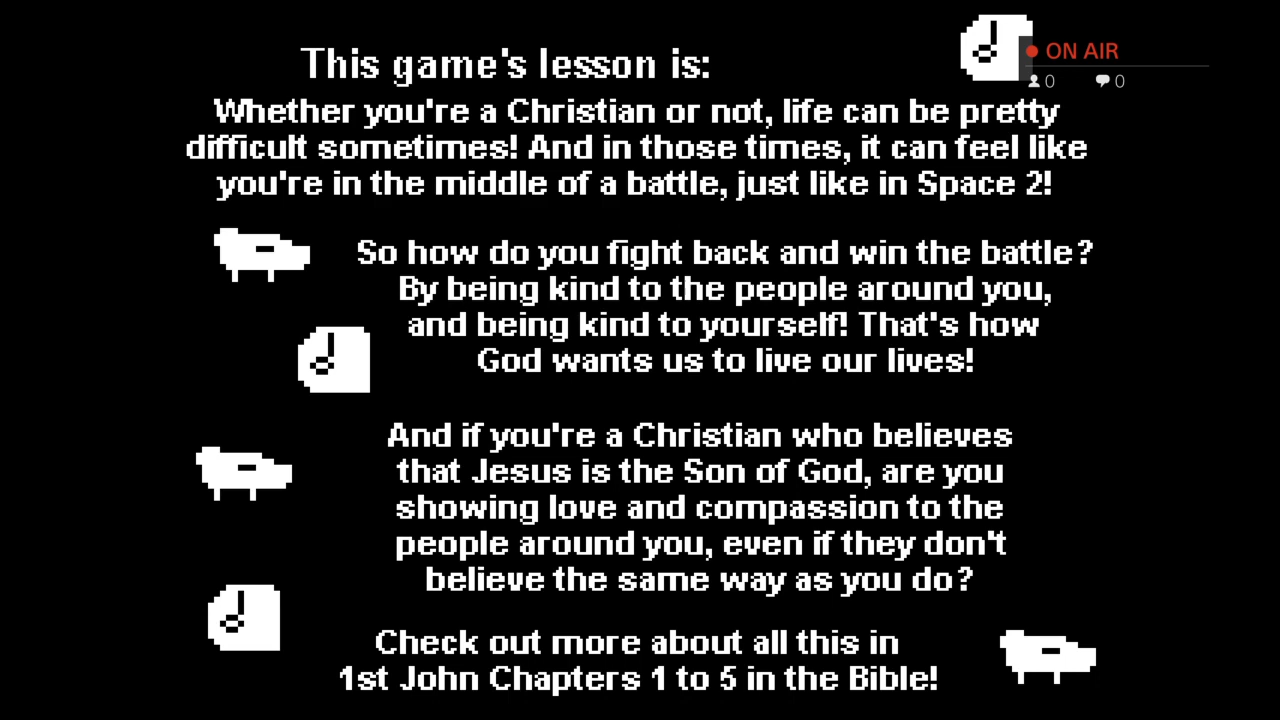 This game's lesson is:
ON AIR
0 0
Whether you're a Christian or not, life can be pretty
difficult sometimes! And in those times, it can feel like
you're in the middle of a battle, just like in Space 2!
So how do you fight back and win the battle?
By being kind to the people around you,
and being kind to yourself! That's how
God wants us to live our lives!
And if you're a Christian who believes
that Jesus is the Son of God, are you
showing love and compassion to the
people around you, even if they don't
believe the same way as you do?
Check out more about all this in
1st John Chapters 1 to 5 in the Bible!